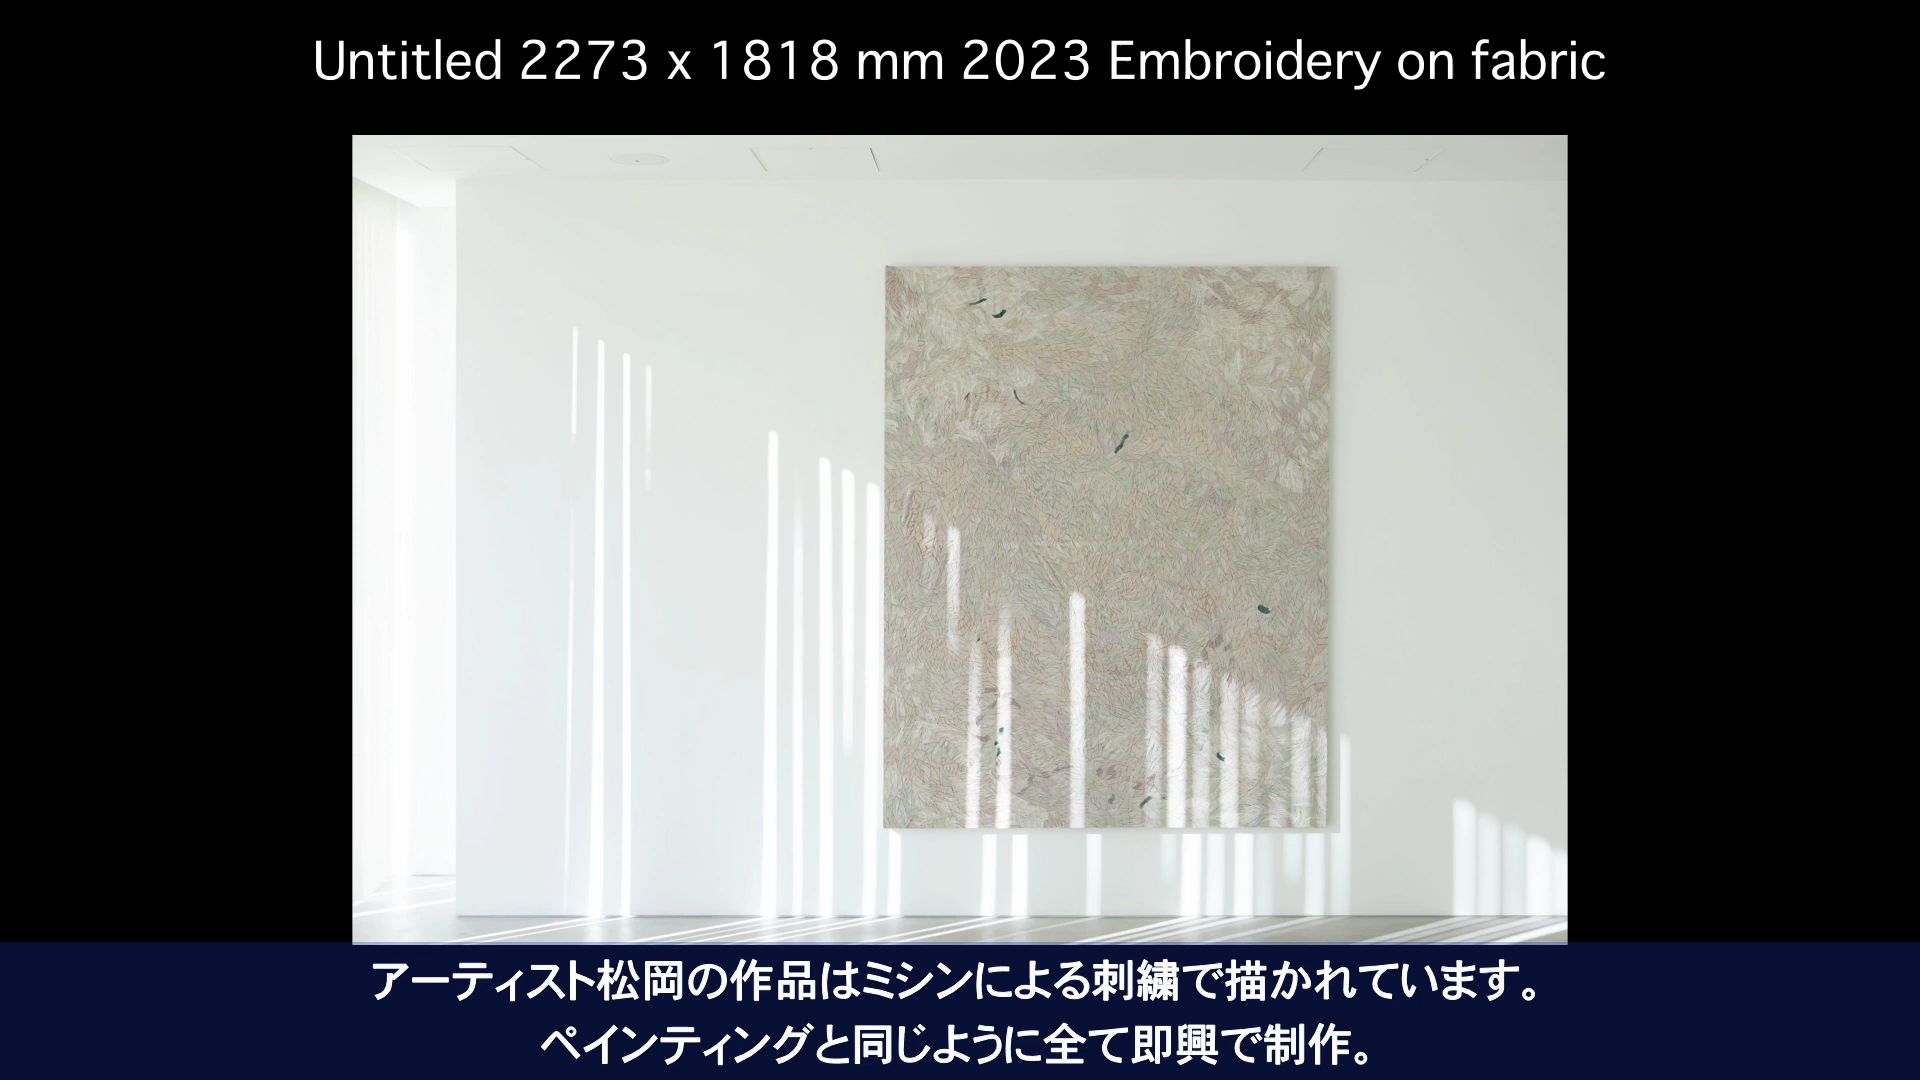 Untitled 2273 x 1818 mm 2023 Embroidery on fabric
アーティスト松岡の作品はミシンによる刺繍で描かれています。
ペインティングと同じように全て即興で制作。